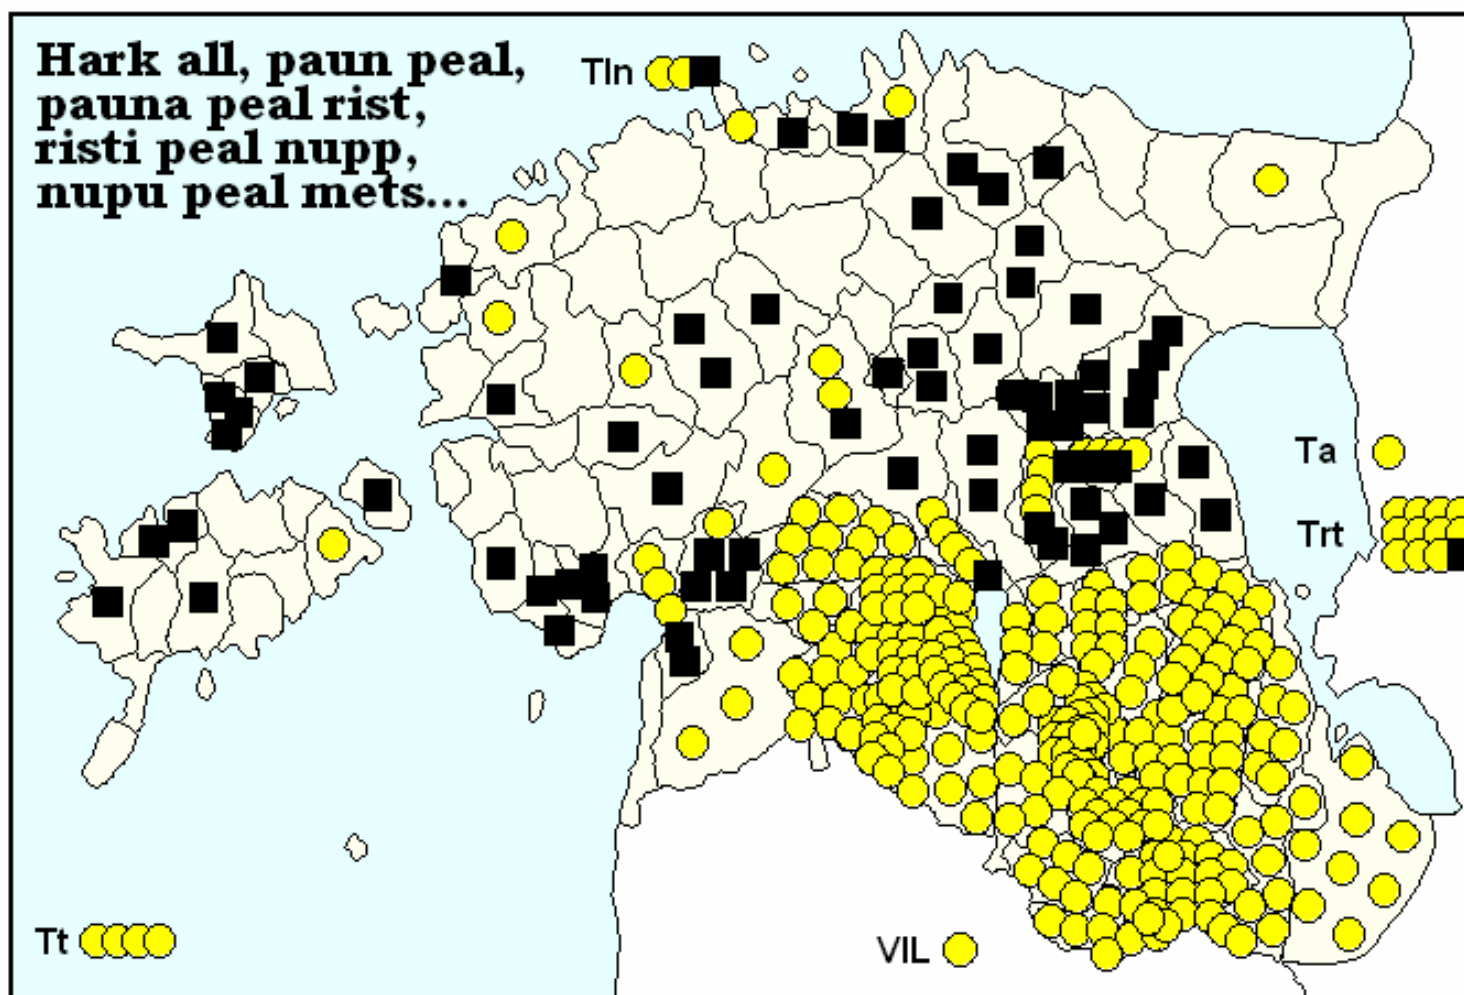 Hark all, paun peal,
pauna peal rist,
risti peal nupp,
nupu peal mets...
Tln
Ta
Trt
Tt
VIL